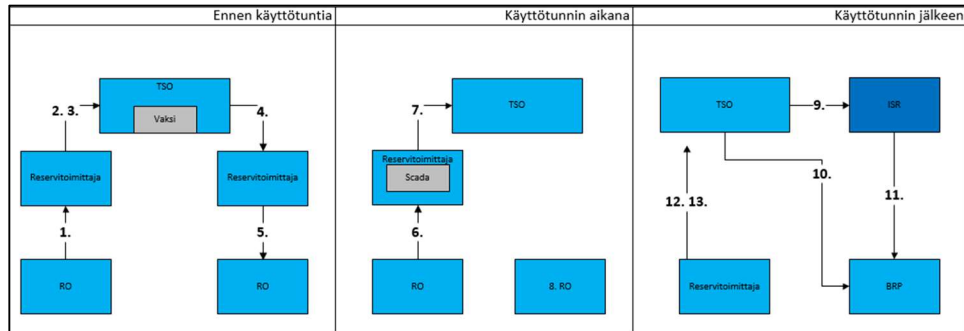 Ennen käyttötuntia
Käyttötunnin aikana
Käyttötunnin jälkeen
TSO
2. 3.
Vaksi
4.
Reservitoimittaja
Reservitoimittaja
1.
5.
RO
RO
7.
TSO
Reservitoimittaja
Scada
6.
RO
8. RO
TSO
9.
ISR
10.
12. 13.
11.
Reservitoimittaja
BRP